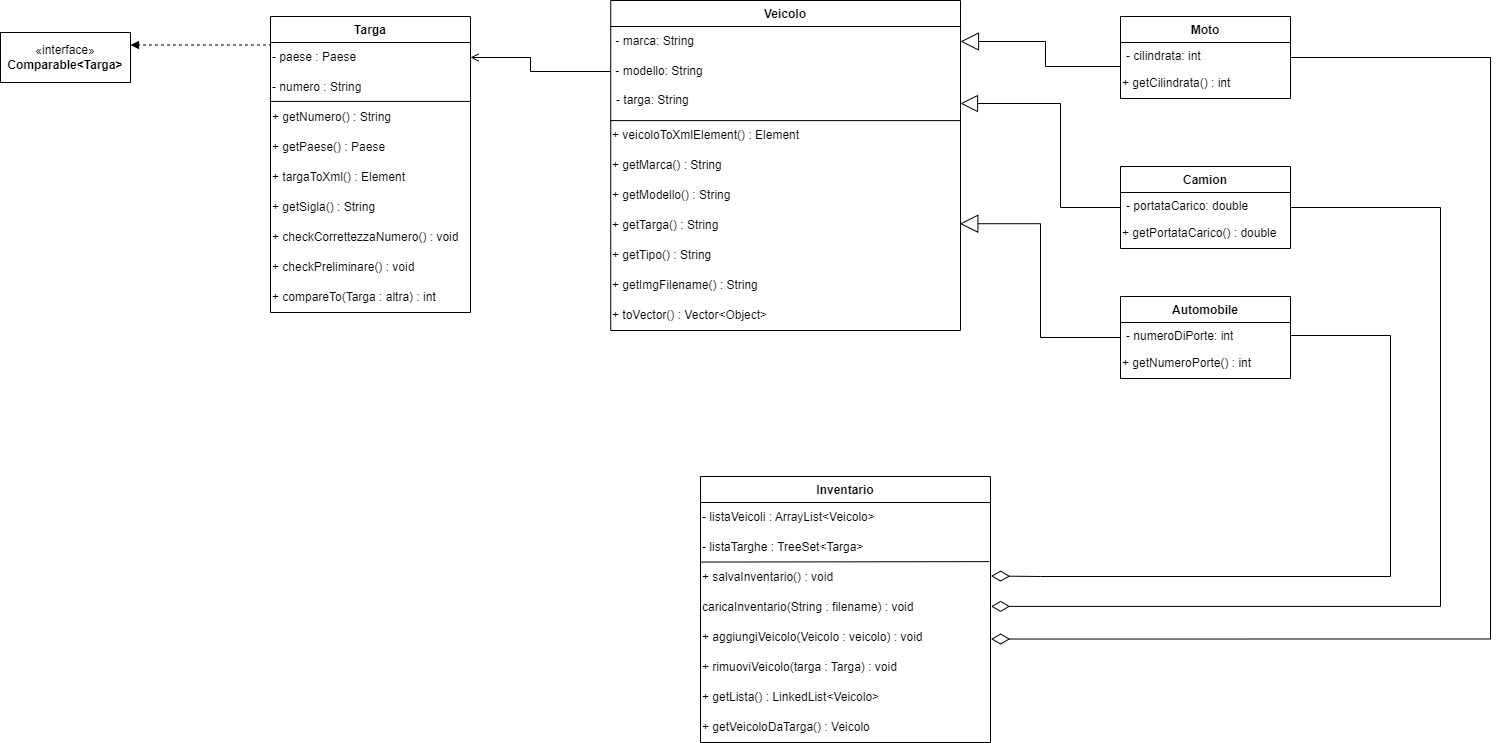 «interface»
Comparable<Targa>
Targa
- paese : Paese
- numero : String
+ getNumero() : String
+ getPaese() : Paese
+ targaToXml() : Element
+ getSigla() : String
+ checkCorrettezzaNumero() : void
+ checkPreliminare() : void
+ compareTo(Targa : altra) : int
Veicolo
- marca: String
- modello: String
- targa: String
+ veicoloToXmlElement() : Element
+ getMarca() : String
+ getModello() : String
+ getTarga() : String
+ getTipo() : String
+ getImgFilename() : String
+ toVector() : Vector<Object>
Moto
- cilindrata: int
+ getCilindrata() : int
Camion
- portataCarico: double
+ getPortataCarico() : double
Automobile
- numeroDiPorte: int
+ getNumeroPorte() : int
Inventario
- listaVeicoli : ArrayList<Veicolo>
- listaTarghe : TreeSet<Targa>
+ salvaInventario() : void
caricaInventario(String : filename) : void
+ aggiungiVeicolo(Veicolo : veicolo) : void
+ rimuoviVeicolo(targa : Targa) : void
+ getLista() : LinkedList<Veicolo>
+ getVeicoloDaTarga() : Veicolo